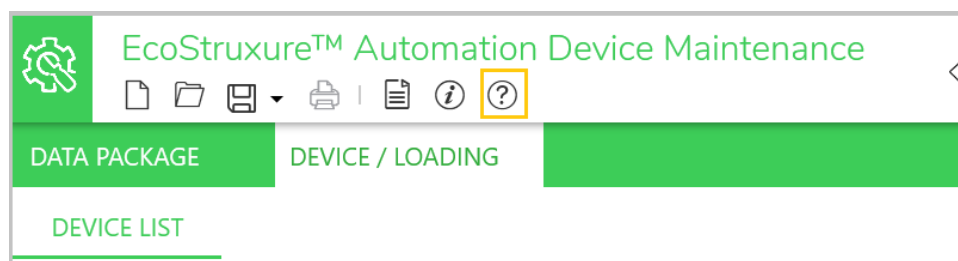 EcoStruxure™ Automation Device Maintenance
DATA PACKAGE DEVICE / LOADING
DEVICE LIST